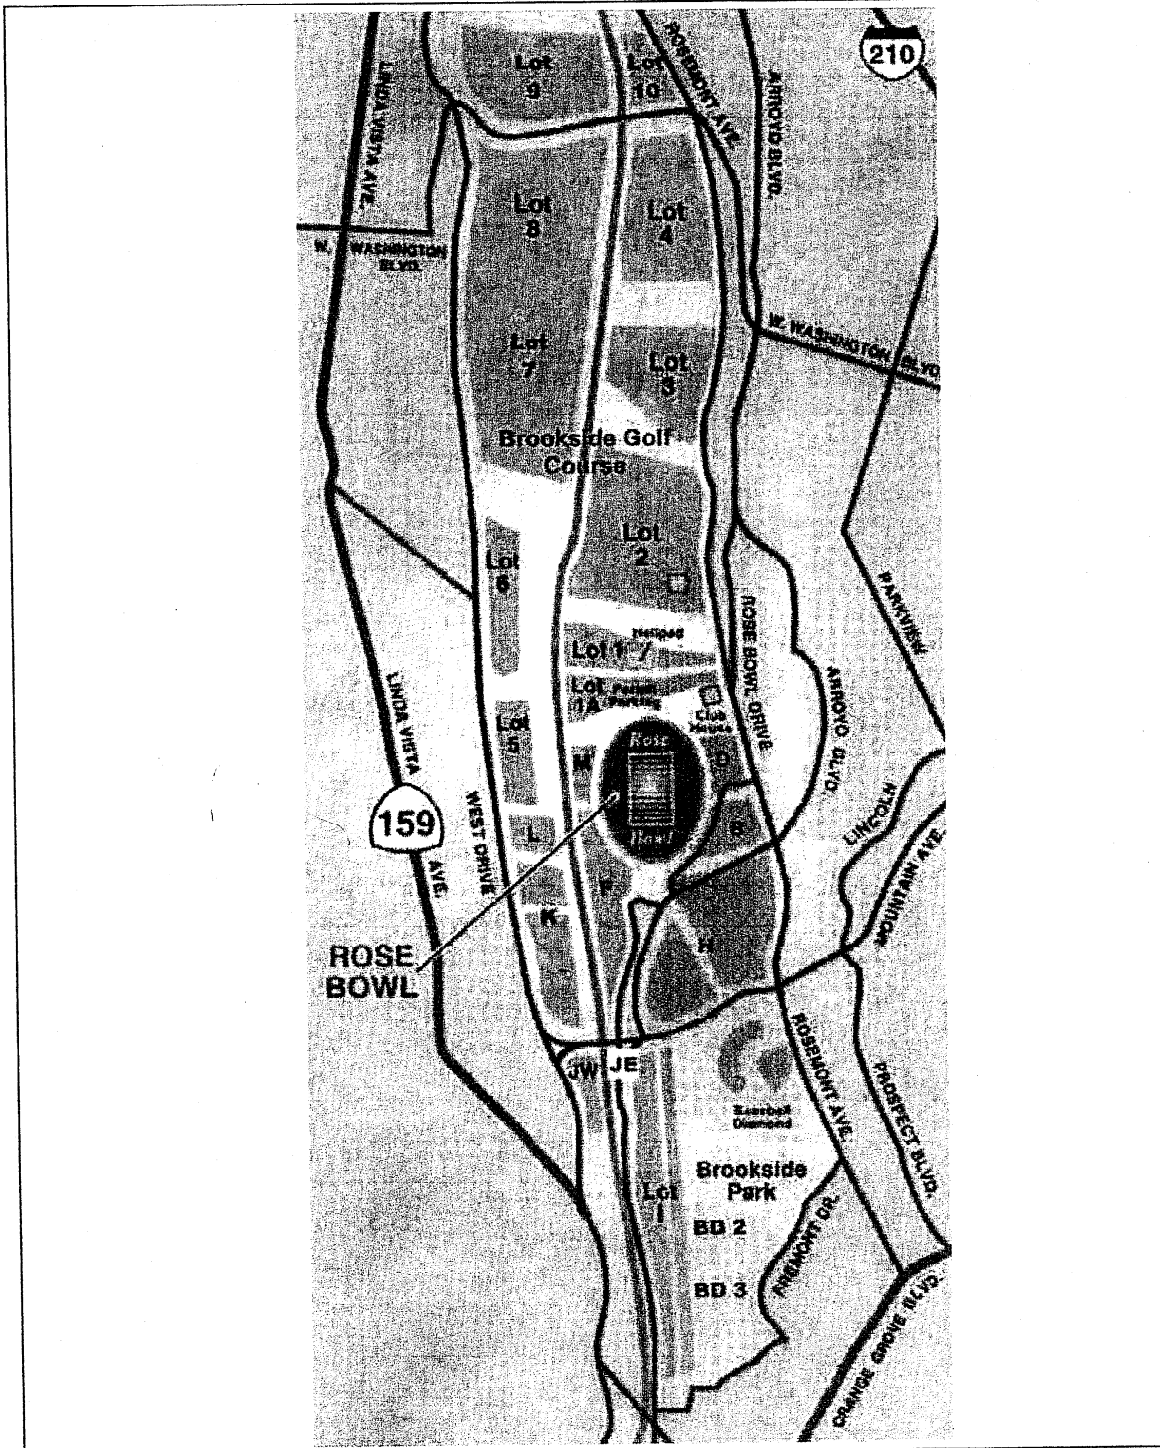 210
Lot
9
Lot
10
ROSEMONT AVE.
ARROYO BLVD.
LINDA VISTA AVE.
Lot
8
Lot
4
W. WASHINGTON
BLVD.
W. WASHINGTON BLVD.
Lot
7
Lot
3
Brookside Golf
Course
Lot
2
Lot
6
PARKVIEW
ROSE BOWL DRIVE
Helipad
Lot 1
Lot
1A
Parking
Club
House
ARROYO BLVD.
LINDA VISTA
AVE.
Lot
5
M
Rose
Bowl
D
B
159
WEST DRIVE
L
LINCOLN
MOUNTAIN AVE.
F
K
H
ROSE
BOWL
JW
JE
ROSEMONT AVE.
PROSPECT BLVD.
Baseball
Diamond
Brookside
Park
Lot
I
BD 2
BD 3
ORANGE GROVE BLVD.